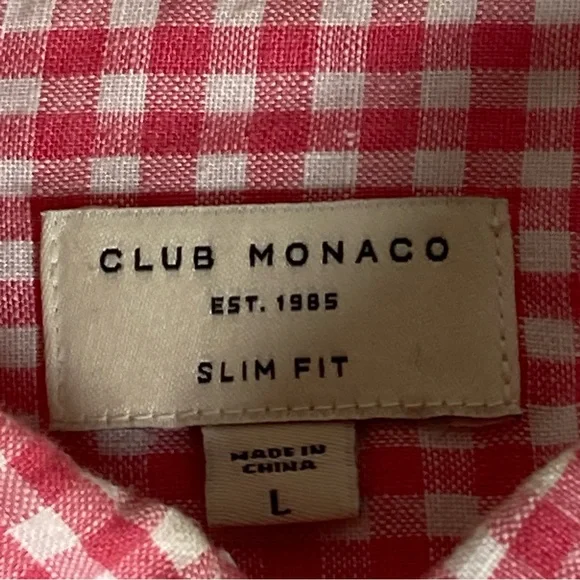 CLUB MONACO
EST. 1985
SLIM FIT
MADE IN
CHINA
L